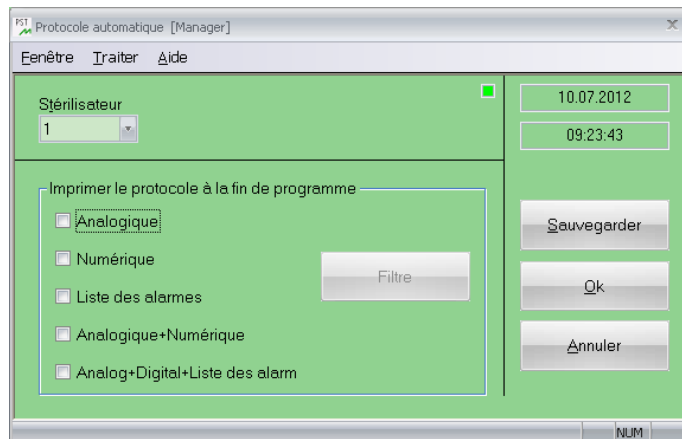 PST
Protocole automatique [Manager]
x
Fenêtre Traiter Aide
Stérilisateur
1
10.07.2012
09:23:43
Imprimer le protocole à la fin de programme
Analogique
Numérique
Liste des alarmes
Analogique+Numérique
Analog+Digital+Liste des alarm
Filtre
Sauvegarder
Ok
Annuler
NUM